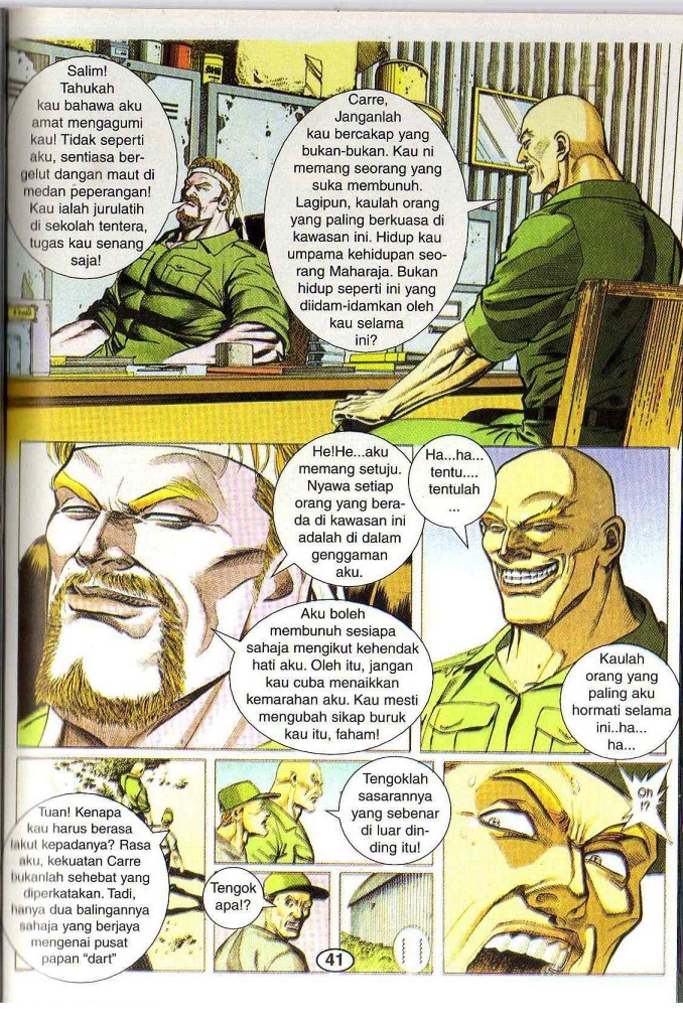 Salim!
Tahukah
kau bahawa aku
amat mengagumi
kau! Tidak seperti
aku, sentiasa ber-
gelut dangan maut di
medan peperangan!
Kau ialah jurulatih
di sekolah tentera,
tugas kau senang
saja!
Carre,
Janganlah
kau bercakap yang
bukan-bukan. Kau ni
memang seorang yang
suka membunuh.
Lagipun, kaulah orang
yang paling berkuasa di
kawasan ini. Hidup kau
umpama kehidupan seo-
rang Maharaja. Bukan
hidup seperti ini yang
diidam-idamkan oleh
kau selama
ini?
He!He...aku
memang setuju.
Nyawa setiap
orang yang bera-
da di kawasan ini
adalah di dalam
genggaman
aku.
Aku boleh
membunuh sesiapa
sahaja mengikut kehendak
hati aku. Oleh itu, jangan
kau cuba menaikkan
kemarahan aku. Kau mesti
mengubah sikap buruk
kau itu, faham!
Ha...ha...
tentu....
tentulah
...
Kaulah
orang yang
paling aku
hormati selama
ini..ha...
ha...
Tuan! Kenapa
kau harus berasa
takut kepadanya? Rasa
aku, kekuatan Carre
bukanlah sehebat yang
diperkatakan. Tadi,
hanya dua balingannya
sahaja yang berjaya
mengenai pusat
papan “dart”
Tengoklah
sasarannya
yang sebenar
di luar din-
ding itu!
Tengok
apa!?
Oh
!?
41